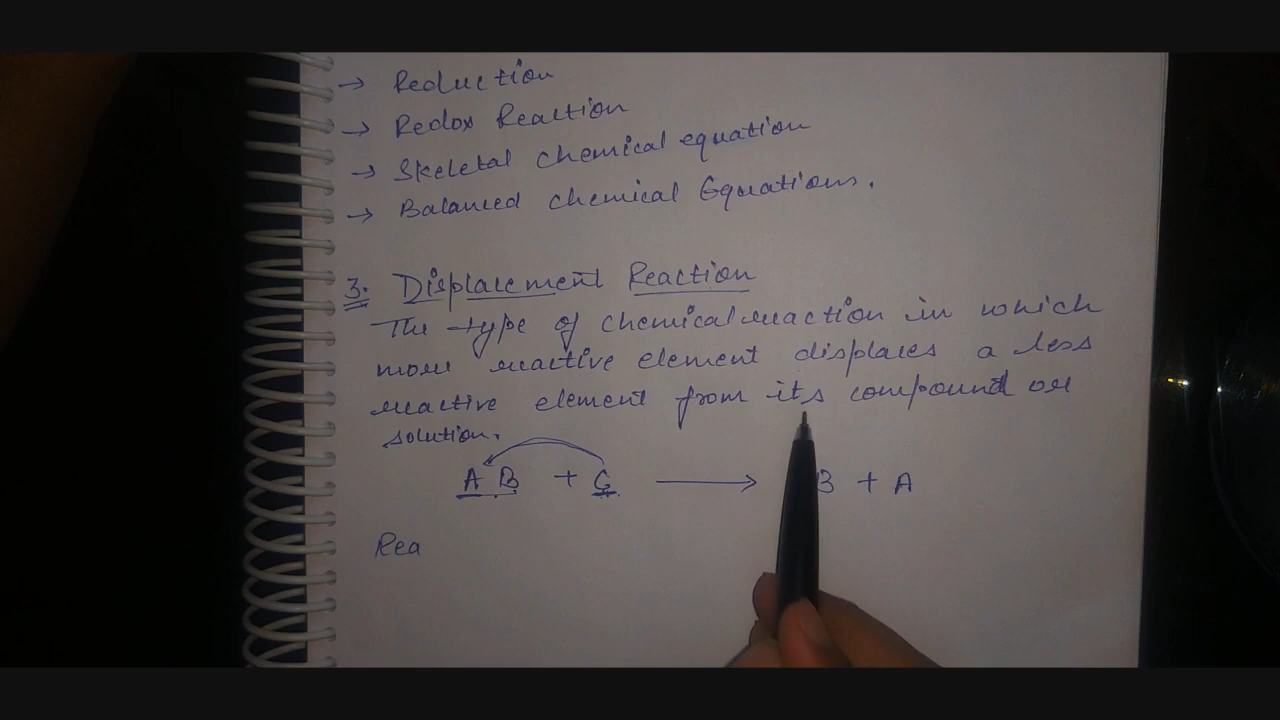 → Reduction
→ Redox Reaction
→ Skeletal chemical equation
→ Balanced chemical Equations.
3. Displacement Reaction
The type of chemical reaction in which
more reactive element displaces a less
reactive element from its compound or
solution.
A B + C ⟶ B + A
Rea